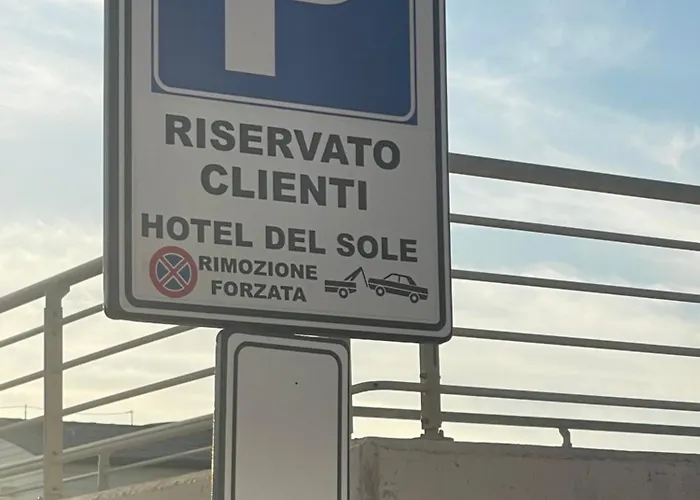 P
RISERVATO
CLIENTI
HOTEL DEL SOLE
RIMOZIONE
FORZATA